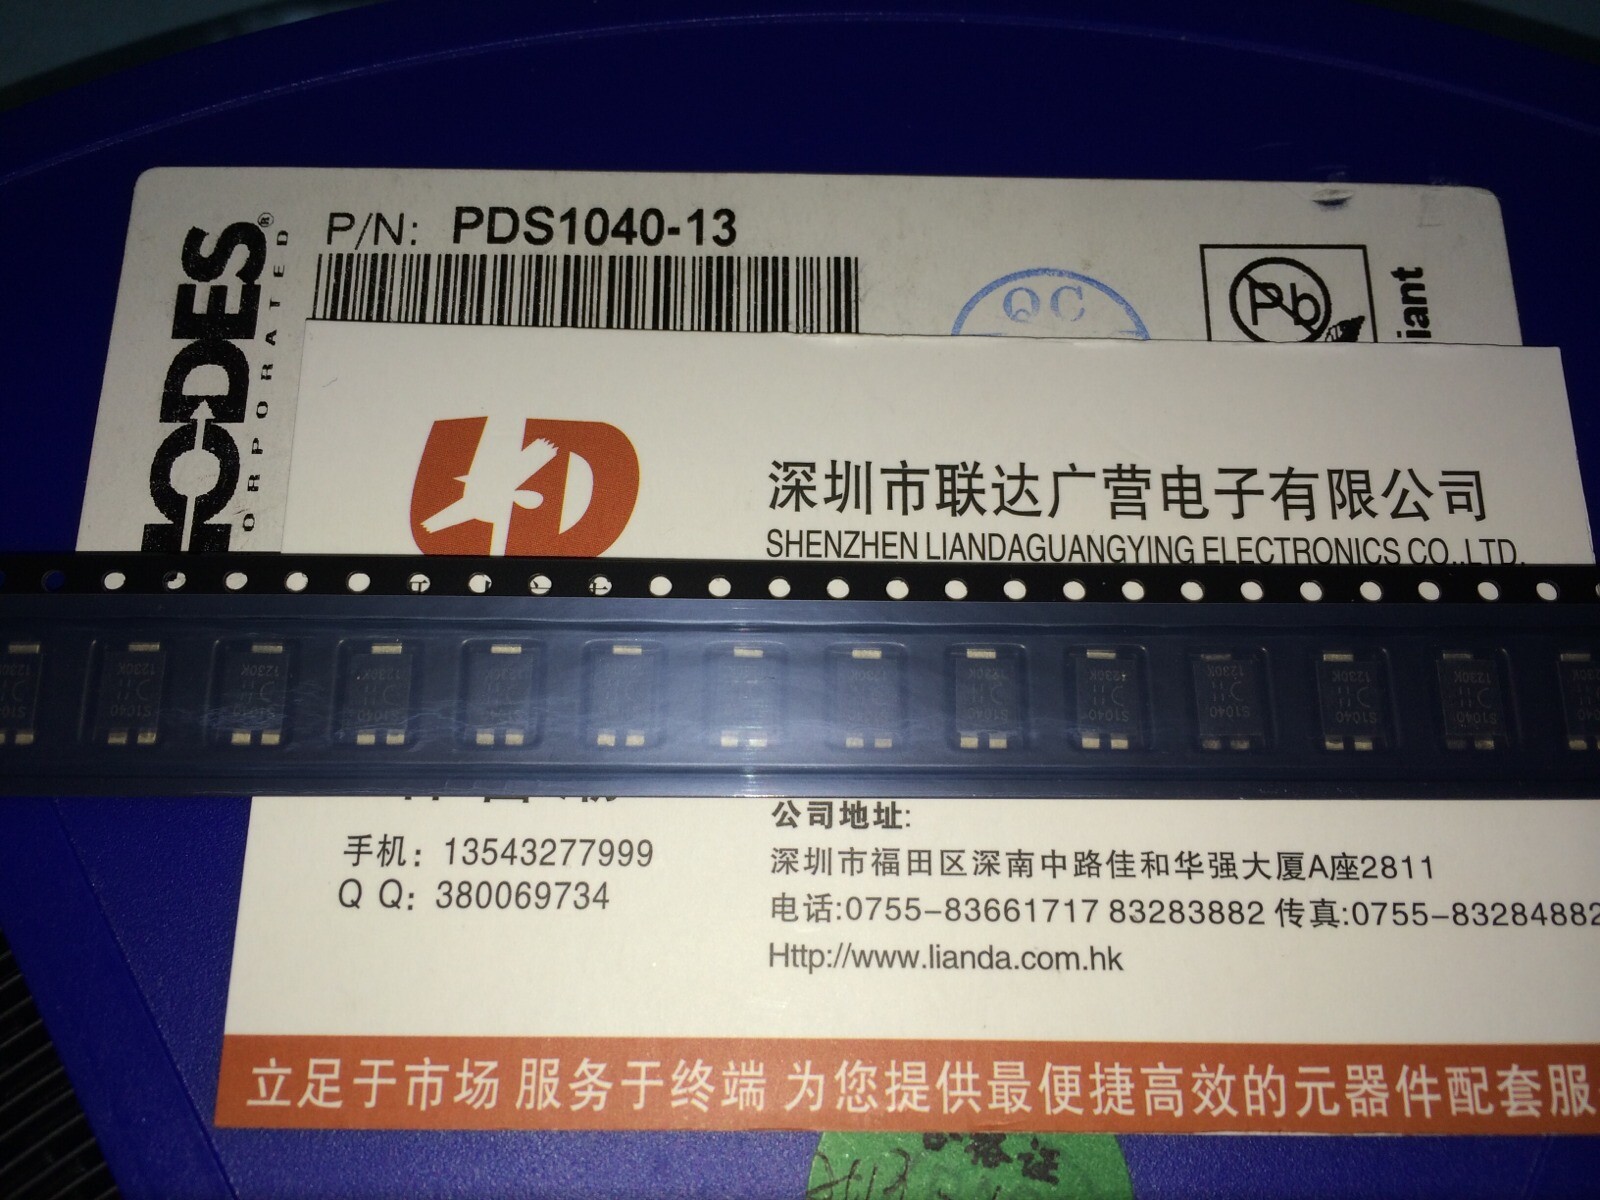 P/N: PDS1040-13
DIODES®
INCORPORATED
QC
Pb
iant
深圳市联达广营电子有限公司
SHENZHEN LIANDAGUANGYING ELECTRONICS CO.,LTD.
1230K
S1040
公司地址:
手机: 13543277999
深圳市福田区深南中路佳和华强大厦A座2811
Q Q: 380069734
电话:0755-83661717 83283882 传真:0755-83284882
Http://www.lianda.com.hk
立足于市场 服务于终端 为您提供最便捷高效的元器件配套服